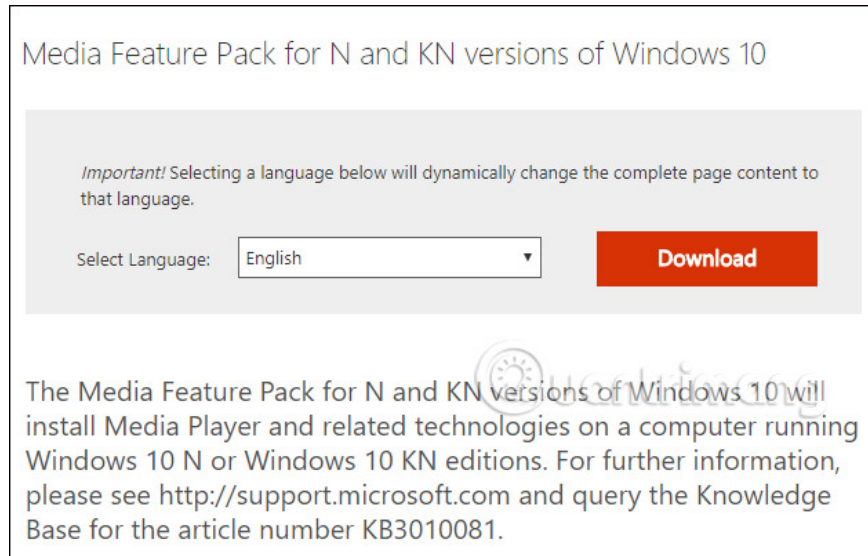 Media Feature Pack for N and KN versions of Windows 10
Important! Selecting a language below will dynamically change the complete page content to
that language.
Select Language:
English
Download
Quantrimang
The Media Feature Pack for N and KN versions of Windows 10 will
install Media Player and related technologies on a computer running
Windows 10 N or Windows 10 KN editions. For further information,
please see http://support.microsoft.com and query the Knowledge
Base for the article number KB3010081.